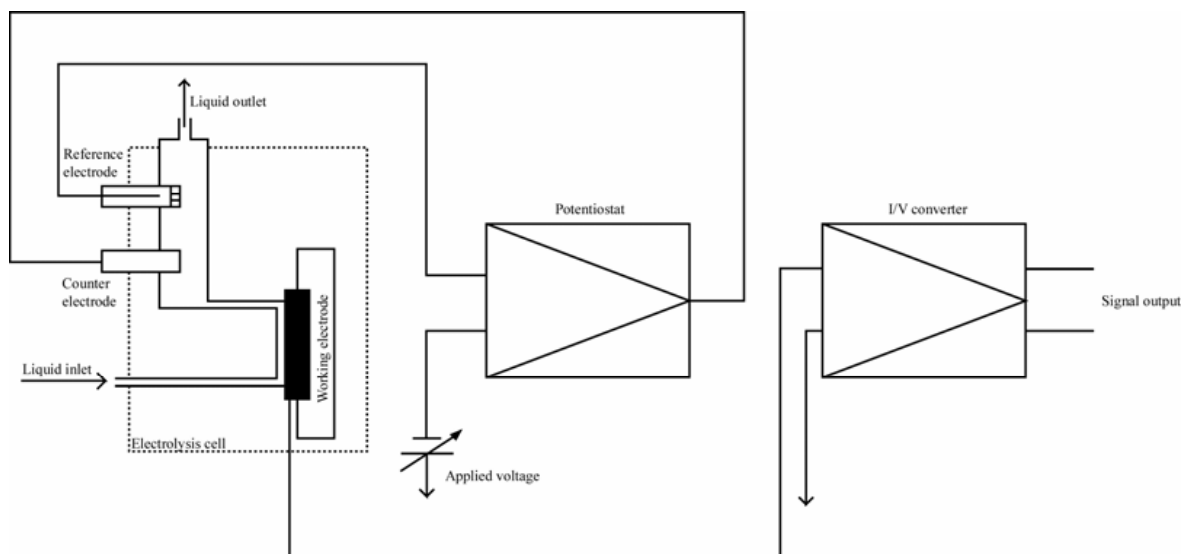 Liquid outlet
Reference
electrode
Counter
electrode
Liquid inlet
Working electrode
Electrolysis cell
Potentiostat
Applied voltage
I/V converter
Signal output